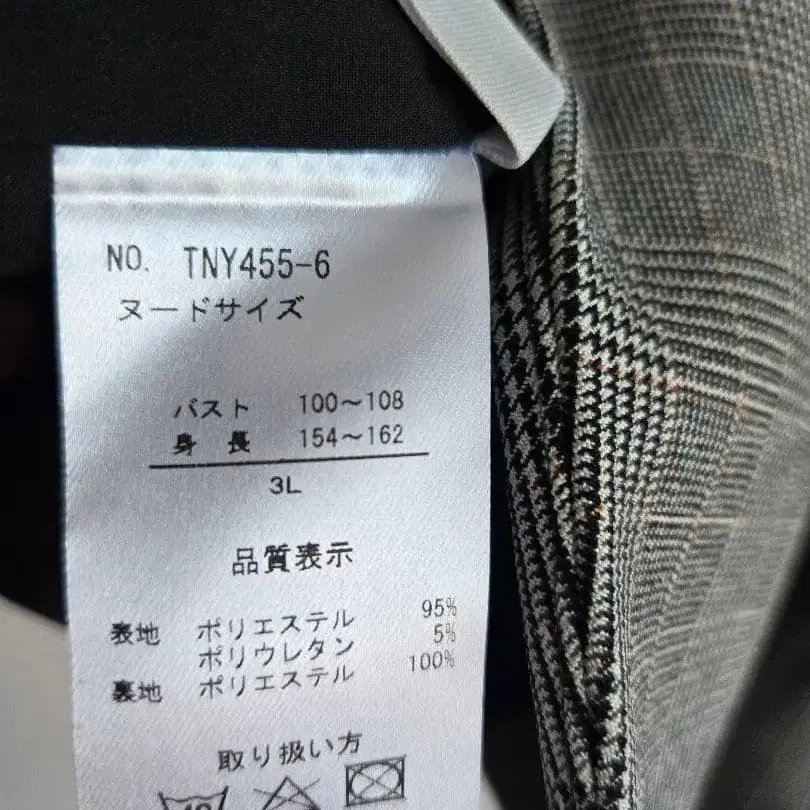 NO. TNY455-6
ヌードサイズ
バスト 100～108
身長 154～162
3L
品質表示
表地 ポリエステル 95%
ポリウレタン 5%
裏地 ポリエステル 100%
取り扱い方